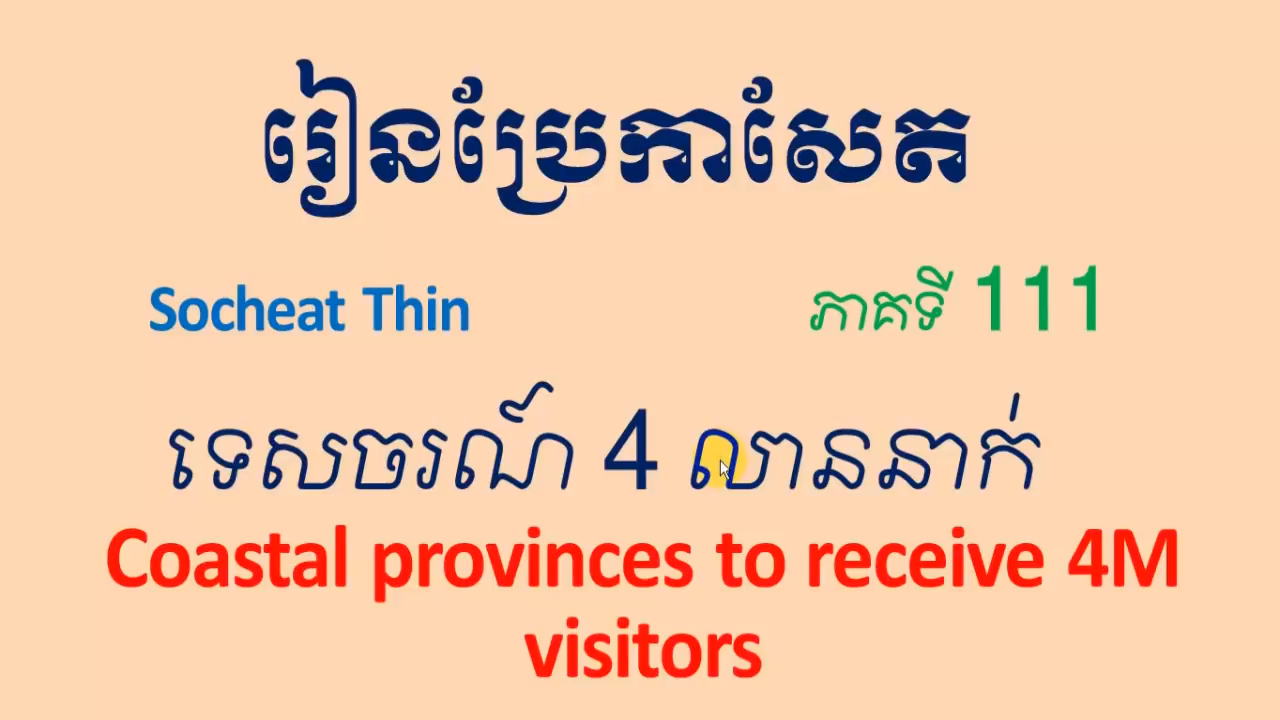 រៀនប្រែកាសែត
Socheat Thin ភាគទី 111
ទេសចរណ៍ 4 លាននាក់
Coastal provinces to receive 4M
visitors